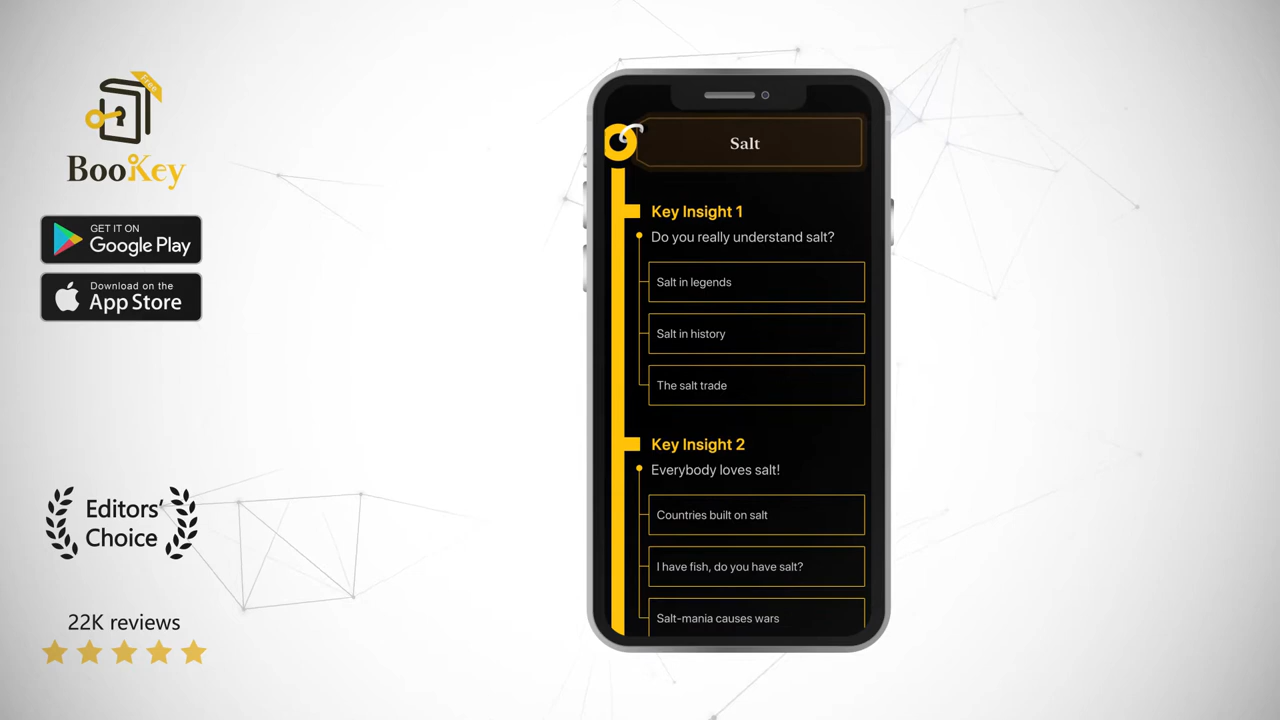 Free
BooKey
GET IT ON
Google Play
Download on the
App Store
Editors'
Choice
22K reviews
Salt
Key Insight 1
Do you really understand salt?
Salt in legends
Salt in history
The salt trade
Key Insight 2
Everybody loves salt!
Countries built on salt
I have fish, do you have salt?
Salt-mania causes wars